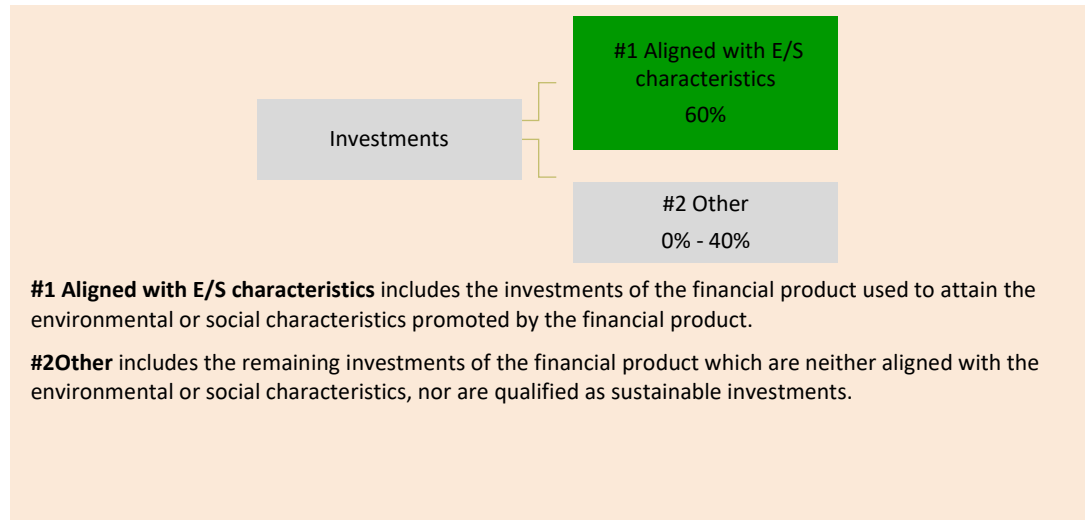 #1 Aligned with E/S
characteristics
60%
Investments
#2 Other
0% - 40%
#1 Aligned with E/S characteristics includes the investments of the financial product used to attain the
environmental or social characteristics promoted by the financial product.
#2Other includes the remaining investments of the financial product which are neither aligned with the
environmental or social characteristics, nor are qualified as sustainable investments.